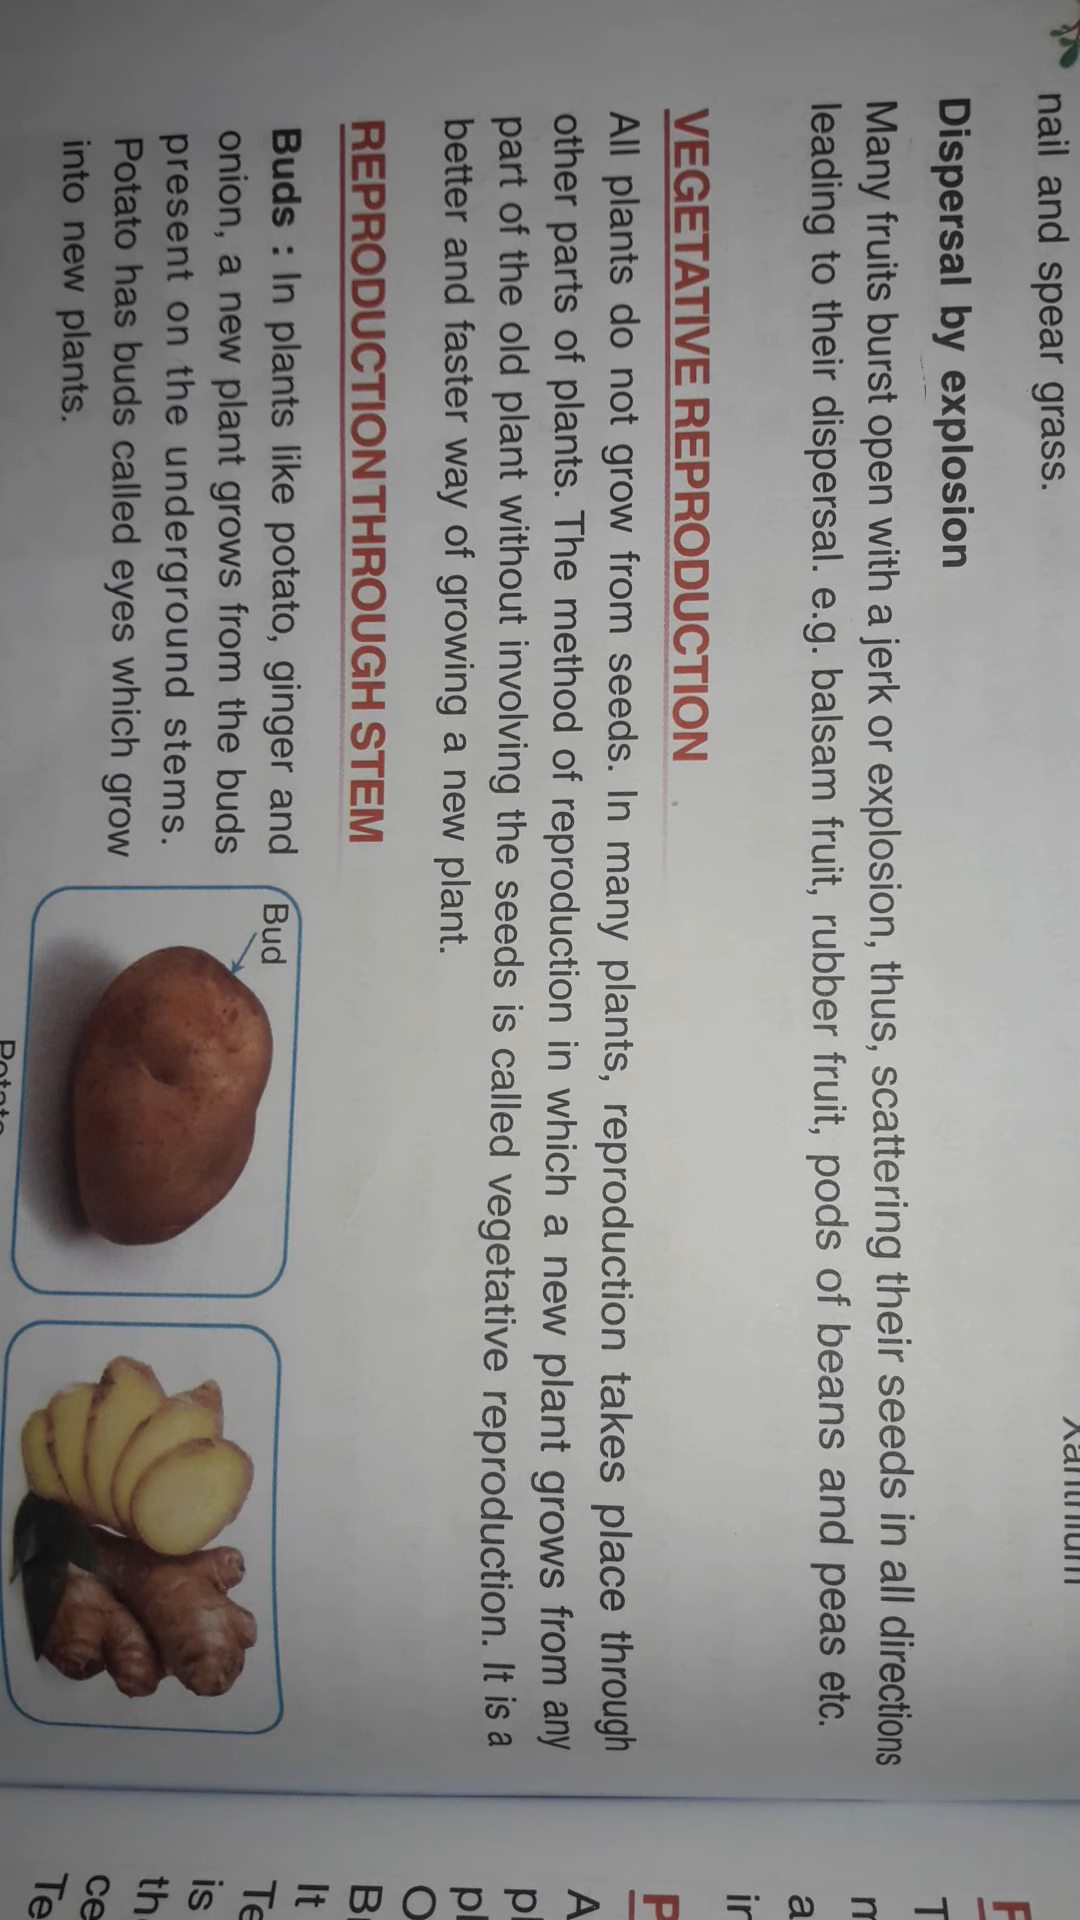 nail and spear grass.
Xanthium
Dispersal by explosion
Many fruits burst open with a jerk or explosion, thus, scattering their seeds in all directions
leading to their dispersal. e.g. balsam fruit, rubber fruit, pods of beans and peas etc.
VEGETATIVE REPRODUCTION
All plants do not grow from seeds. In many plants, reproduction takes place through
other parts of plants. The method of reproduction in which a new plant grows from any
part of the old plant without involving the seeds is called vegetative reproduction. It is a
better and faster way of growing a new plant.
REPRODUCTION THROUGH STEM
Buds : In plants like potato, ginger and
onion, a new plant grows from the buds
present on the underground stems.
Potato has buds called eyes which grow
into new plants.
Bud
Potato